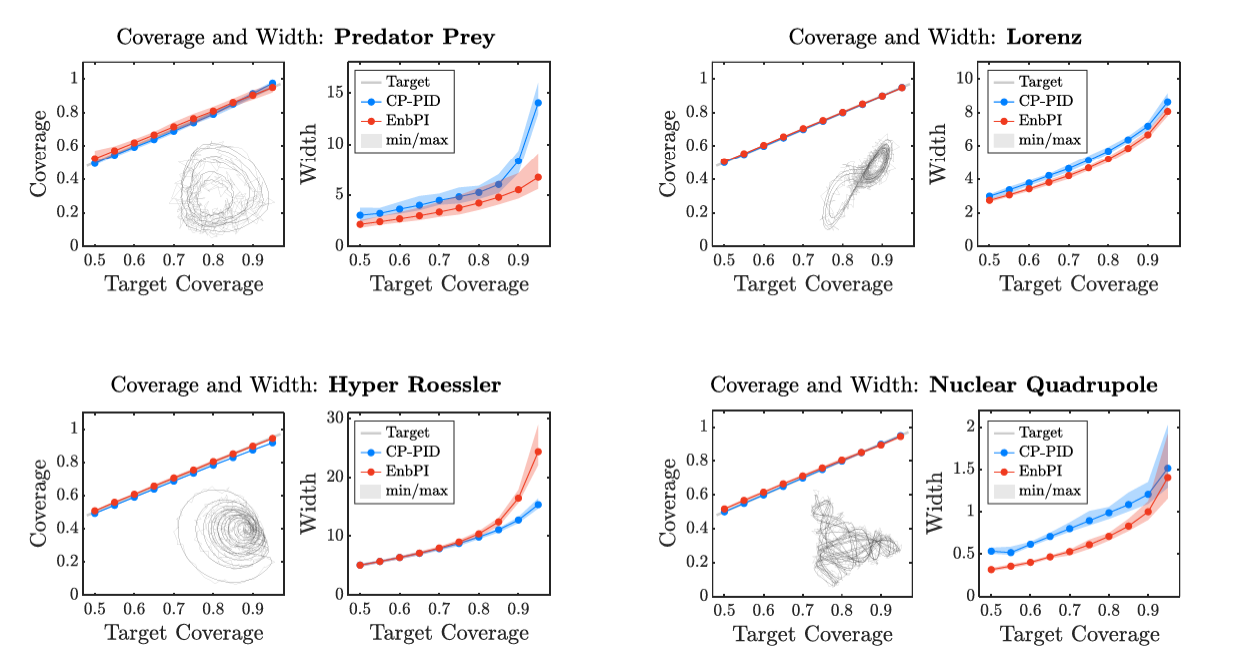 Coverage and Width: Predator Prey
Coverage
1
0.8
0.6
0.4
0.2
0
0.5 0.6 0.7 0.8 0.9
Target Coverage
Width
15
10
5
0
Target
CP-PID
EnbPI
min/max
0.5 0.6 0.7 0.8 0.9
Target Coverage
Coverage and Width: Lorenz
Coverage
1
0.8
0.6
0.4
0.2
0
0.5 0.6 0.7 0.8 0.9
Target Coverage
Width
10
8
6
4
2
0
Target
CP-PID
EnbPI
min/max
0.5 0.6 0.7 0.8 0.9
Target Coverage
Coverage and Width: Hyper Roessler
Coverage
1
0.8
0.6
0.4
0.2
0
0.5 0.6 0.7 0.8 0.9
Target Coverage
Width
30
20
10
0
Target
CP-PID
EnbPI
min/max
0.5 0.6 0.7 0.8 0.9
Target Coverage
Coverage and Width: Nuclear Quadrupole
Coverage
1
0.8
0.6
0.4
0.2
0
0.5 0.6 0.7 0.8 0.9
Target Coverage
Width
2
1.5
1
0.5
0
Target
CP-PID
EnbPI
min/max
0.5 0.6 0.7 0.8 0.9
Target Coverage